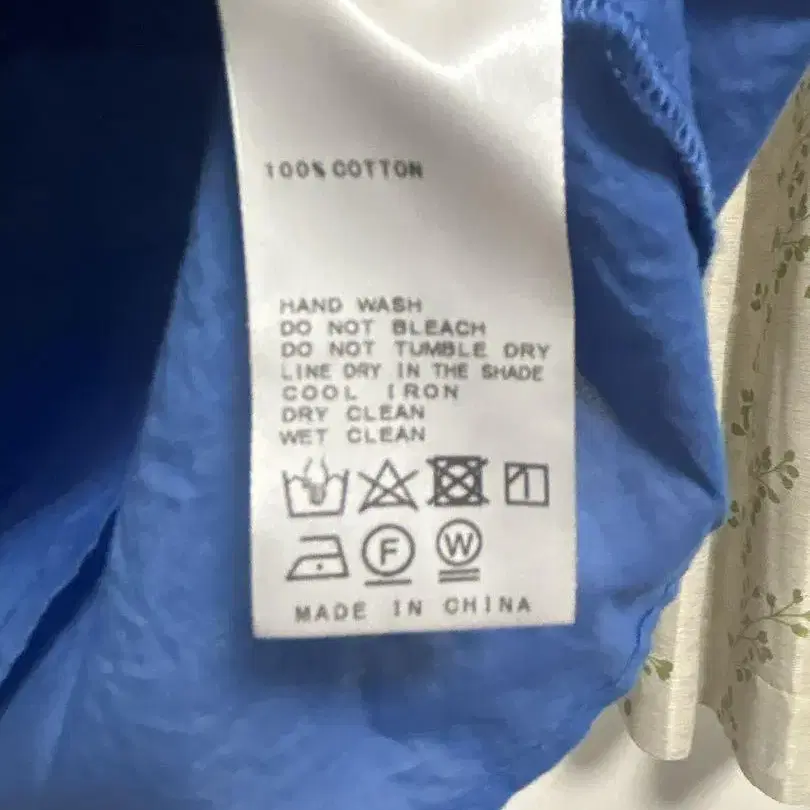 100% COTTON
HAND WASH
DO NOT BLEACH
DO NOT TUMBLE DRY
LINE DRY IN THE SHADE
COOL IRON
DRY CLEAN
WET CLEAN
F W
MADE IN CHINA